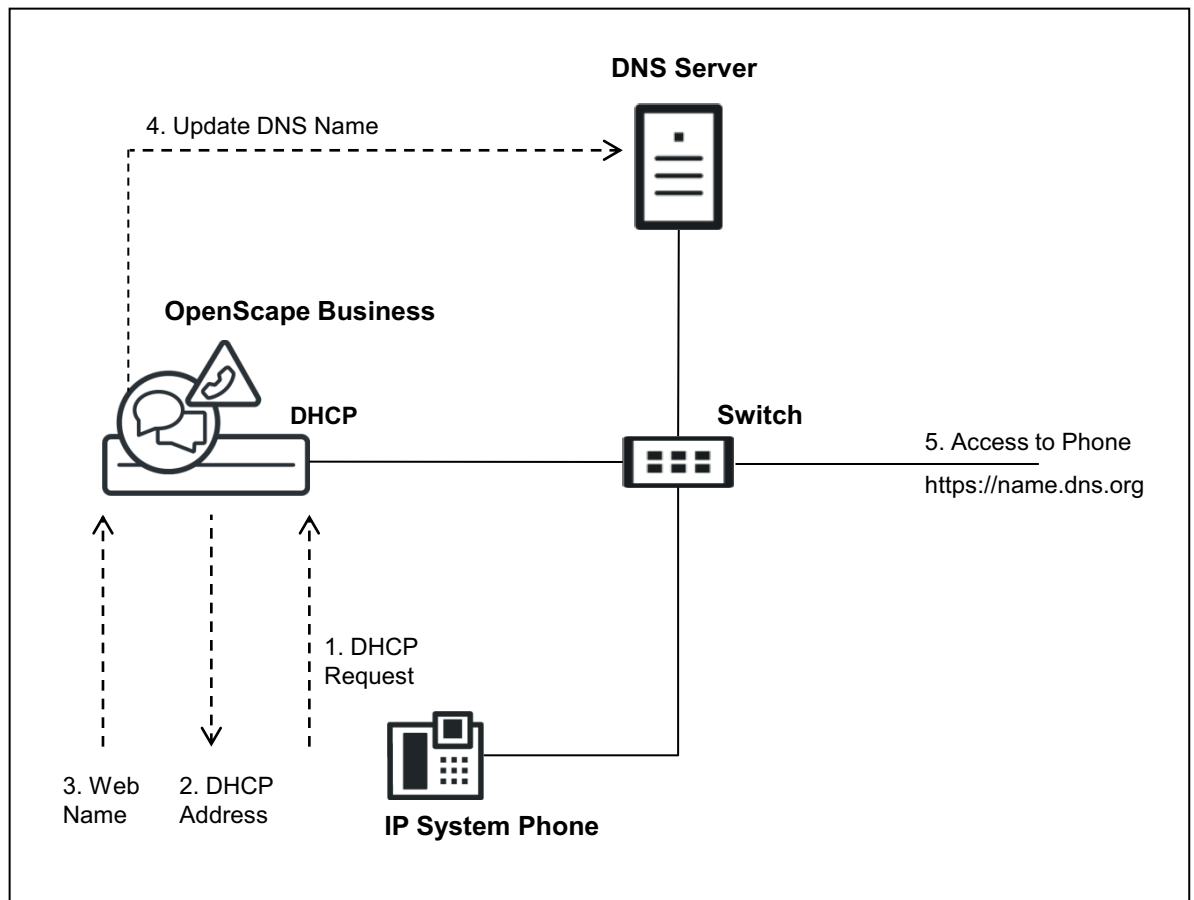 DNS Server
4. Update DNS Name
OpenScape Business
DHCP
Switch
5. Access to Phone
https://name.dns.org
1. DHCP
Request
3. Web
Name
2. DHCP
Address
IP System Phone